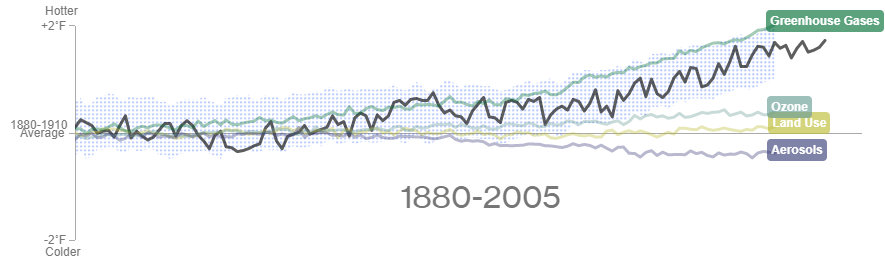 Hotter
+2°F
Greenhouse Gases
Ozone
1880-1910
Average
Land Use
Aerosols
1880-2005
-2°F
Colder